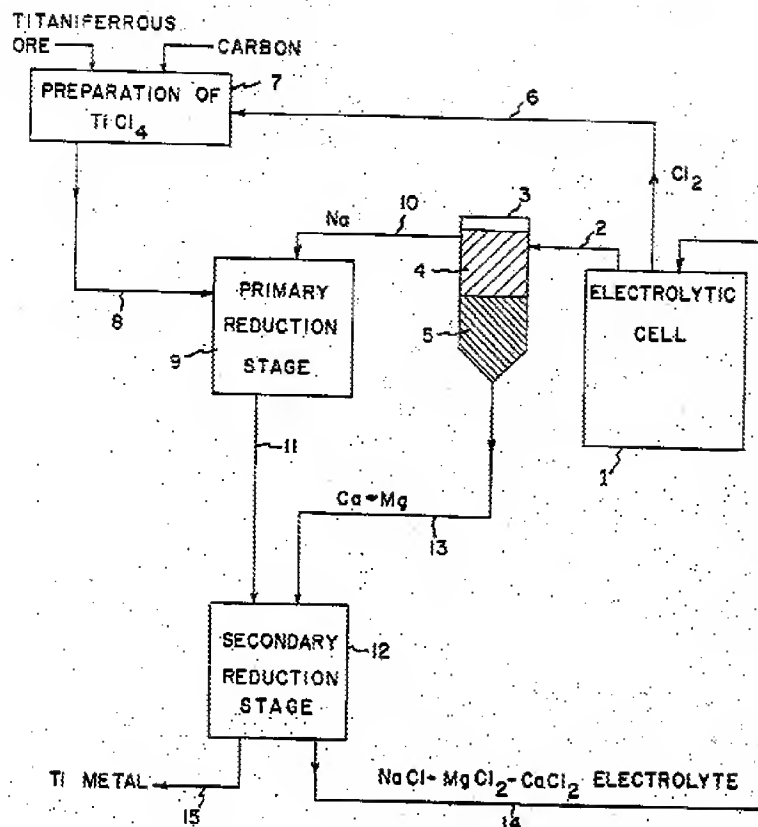 TITANIFERROUS
ORE
CARBON
7
PREPARATION OF
TiCl4
6
Cl2
3
10
Na
2
4
ELECTROLYTIC
CELL
PRIMARY
REDUCTION
STAGE
8
5
9
1
11
Ca-Mg
13
SECONDARY
REDUCTION
STAGE
12
TI METAL
15
NaCl-MgCl2-CaCl2 ELECTROLYTE
14